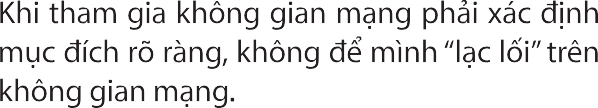 Khi tham gia không gian mạng phải xác định
mục đích rõ ràng, không để mình “lạc lối” trên
không gian mạng.